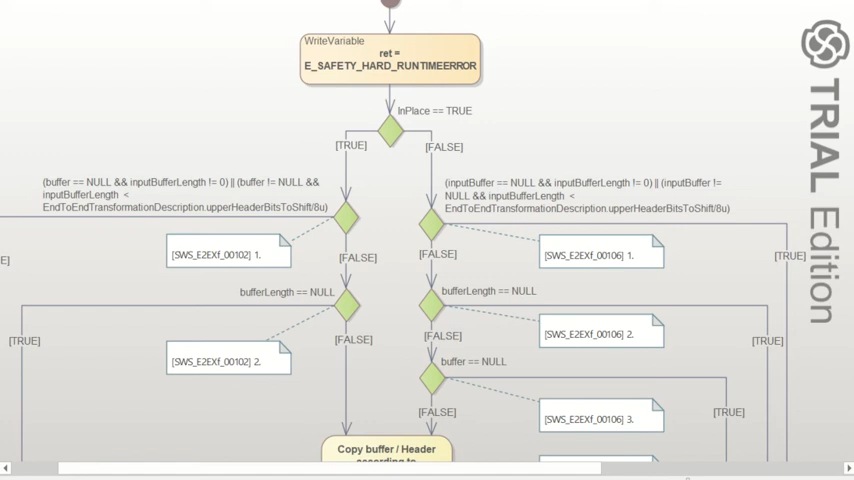 WriteVariable
ret =
E_SAFETY_HARD_RUNTIMEERROR
InPlace == TRUE
[TRUE]
[FALSE]
(buffer == NULL && inputBufferLength != 0) || (buffer != NULL &&
inputBufferLength <
EndToEndTransformationDescription.upperHeaderBitsToShift/8u)
(inputBuffer == NULL && inputBufferLength != 0) || (inputBuffer !=
NULL && inputBufferLength <
EndToEndTransformationDescription.upperHeaderBitsToShift/8u)
[SWS_E2EXf_00102] 1.
[FALSE]
[FALSE]
[SWS_E2EXf_00106] 1.
[TRUE]
E]
bufferLength == NULL
bufferLength == NULL
[TRUE]
[FALSE]
[FALSE]
[SWS_E2EXf_00106] 2.
[TRUE]
[SWS_E2EXf_00102] 2.
buffer == NULL
[FALSE]
[SWS_E2EXf_00106] 3.
[TRUE]
Copy buffer / Header
according to
TRIAL Edition